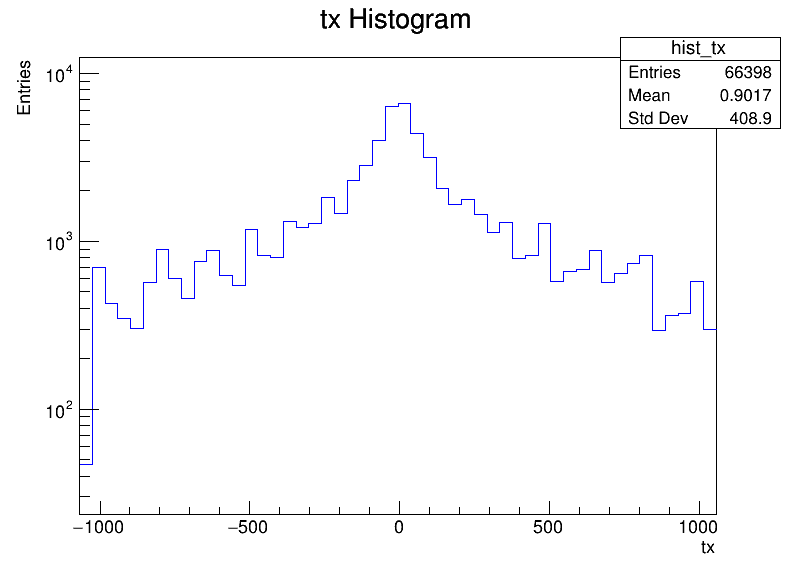 tx Histogram
hist_tx
Entries 66398
Mean 0.9017
Std Dev 408.9
Entries
10^4
10^3
10^2
−1000 −500 0 500 1000
tx